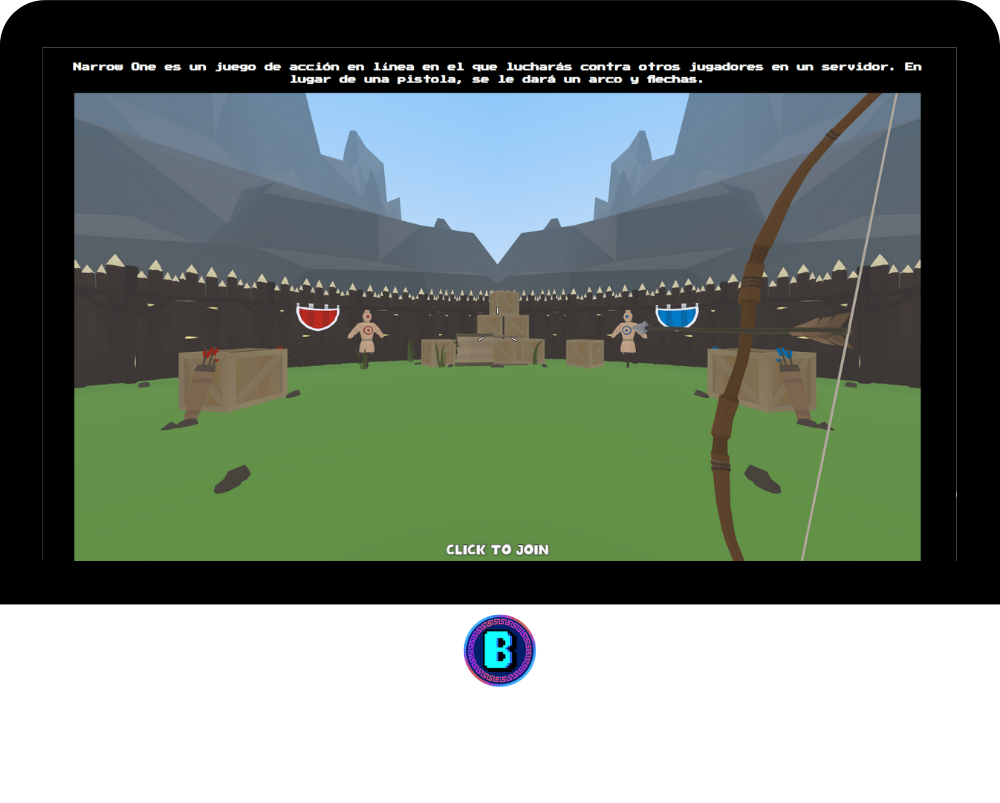 Narrow One es un juego de acción en línea en el que lucharás contra otros jugadores en un servidor. En
lugar de una pistola, se le dará un arco y flechas.
CLICK TO JOIN
B